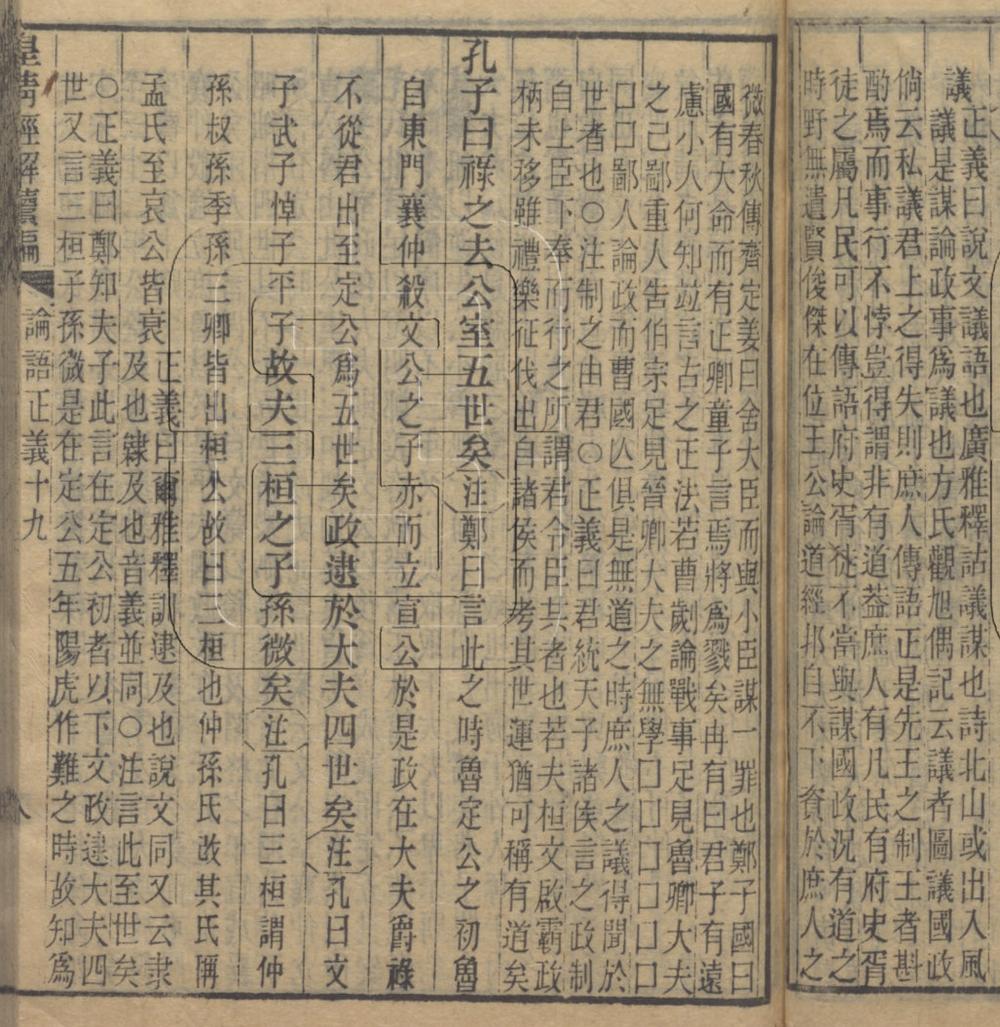 議正義曰說文議語也廣雅釋詁議謀也詩北山或出入風
議議是謀論政事爲議也方氏觀旭偶記云議者圖議國政
倘云私議君上之得失則庶人傳語正是先王之制王者斟
酌焉而事行不悖豈得謂非有道葢庶人有凡民有府史胥
徒之屬凡民可以傳語府史胥徒不當與謀國政況有道之
時野無遺賢俊傑在位王公論道經邦自不下資於庶人之
微春秋傳齊定姜曰舍大臣而與小臣謀一罪也鄭子國曰
國有大命而有正卿童子言焉將爲戮矣冉有曰君子有遠
慮小人何知竝言古之正法若曹歲論戰事足見魯卿大夫
之己鄙重人告伯宗足見晉卿大夫之無學囗囗囗囗囗囗
囗囗鄙人論政而曹國亾俱是無道之時庶人之議得聞於
世者也○注制之由君○正義曰君統天子諸侯言之政制
自上臣下奉而行之所謂君令臣共者也若夫桓文啟霸政
柄未移雖禮樂征伐出自諸侯而考其世運猶可稱有道矣
孔子曰祿之去公室五世矣注鄭曰言此之時魯定公之初魯
自東門襄仲殺文公之子赤而立宣公於是政在大夫爵祿
不從君出至定公爲五世矣政逮於大夫四世矣注孔曰文
子武子悼子平子故夫三桓之子孫微矣注孔曰三桓謂仲
孫叔孫季孫三卿皆出桓公故曰三桓也仲孫氏改其氏稱
孟氏至哀公皆衰正義曰爾雅釋訓逮及也說文同又云隶
及也隸及也音義並同○注言此至世矣
○正義曰鄭知夫子此言在定公初者以下文政逮大夫四
世又言三桓子孫微是在定公五年陽虎作難之時故知爲
皇清經解續編
論語正義十九
八